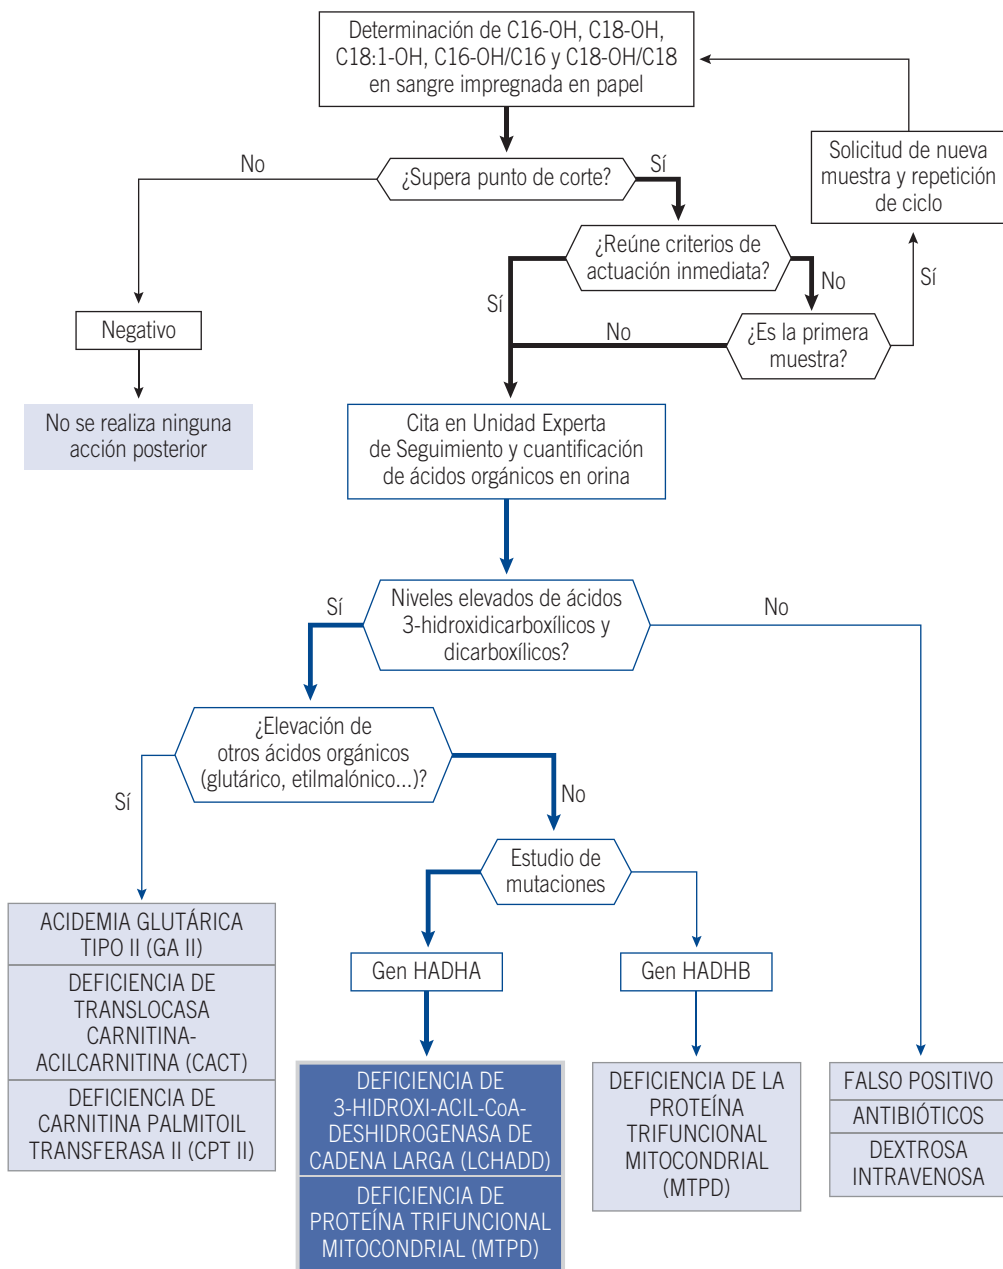 Determinación de C16-OH, C18-OH,
C18:1-OH, C16-OH/C16 y C18-OH/C18
en sangre impregnada en papel
Solicitud de nueva
muestra y repetición
de ciclo
No
¿Supera punto de corte?
Sí
¿Reúne criterios de
actuación inmediata?
Sí
No
Sí
Negativo
No
¿Es la primera
muestra?
No se realiza ninguna
acción posterior
Cita en Unidad Experta
de Seguimiento y cuantificación
de ácidos orgánicos en orina
Sí
Niveles elevados de ácidos
3-hidroxidicarboxílicos y
dicarboxílicos?
No
¿Elevación de
otros ácidos orgánicos
(glutárico, etilmalónico...)?
Sí
No
Estudio de
mutaciones
Gen HADHA
Gen HADHB
ACIDEMIA GLUTÁRICA
TIPO II (GA II)
DEFICIENCIA DE
TRANSLOCASA
CARNITINA-
ACILCARNITINA (CACT)
DEFICIENCIA DE
CARNITINA PALMITOIL
TRANSFERASA II (CPT II)
DEFICIENCIA DE
3-HIDROXI-ACIL-CoA-
DESHIDROGENASA DE
CADENA LARGA (LCHADD)
DEFICIENCIA DE
PROTEÍNA TRIFUNCIONAL
MITOCONDRIAL (MTPD)
DEFICIENCIA DE LA
PROTEÍNA
TRIFUNCIONAL
MITOCONDRIAL
(MTPD)
FALSO POSITIVO
ANTIBIÓTICOS
DEXTROSA
INTRAVENOSA